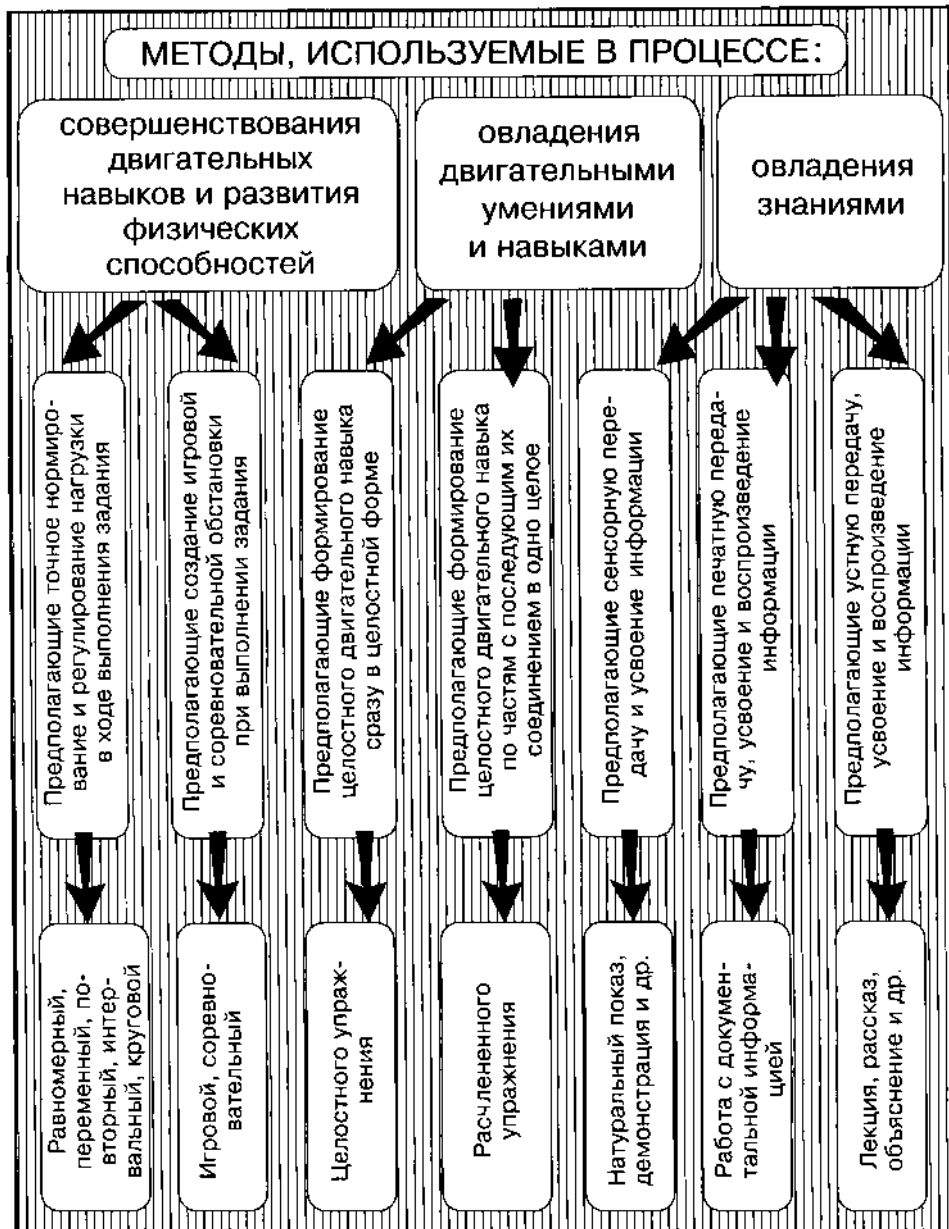 МЕТОДЫ, ИСПОЛЬЗУЕМЫЕ В ПРОЦЕССЕ:
совершенствования
двигательных
навыков и развития
физических
способностей
овладения
двигательными
умениями
и навыками
овладения
знаниями
Предполагающие точное нормиро-
вание и регулирование нагрузки
в ходе выполнения задания
Предполагающие создание игровой
и соревновательной обстановки
при выполнении задания
Предполагающие формирование
целостного двигательного навыка
сразу в целостной форме
Предполагающие формирование
целостного двигательного навыка
по частям с последующим их
соединением в одно целое
Предполагающие сенсорную пере-
дачу и усвоение информации
Предполагающие печатную переда-
чу, усвоение и воспроизведение
информации
Предполагающие устную передачу,
усвоение и воспроизведение
информации
Равномерный,
переменный, по-
вторный, интер-
вальный, круговой
Игровой, соревно-
вательный
Целостного упраж-
нения
Расчлененного
упражнения
Натуральный показ,
демонстрация и др.
Работа с докумен-
тальной информа-
цией
Лекция, рассказ,
объяснение и др.